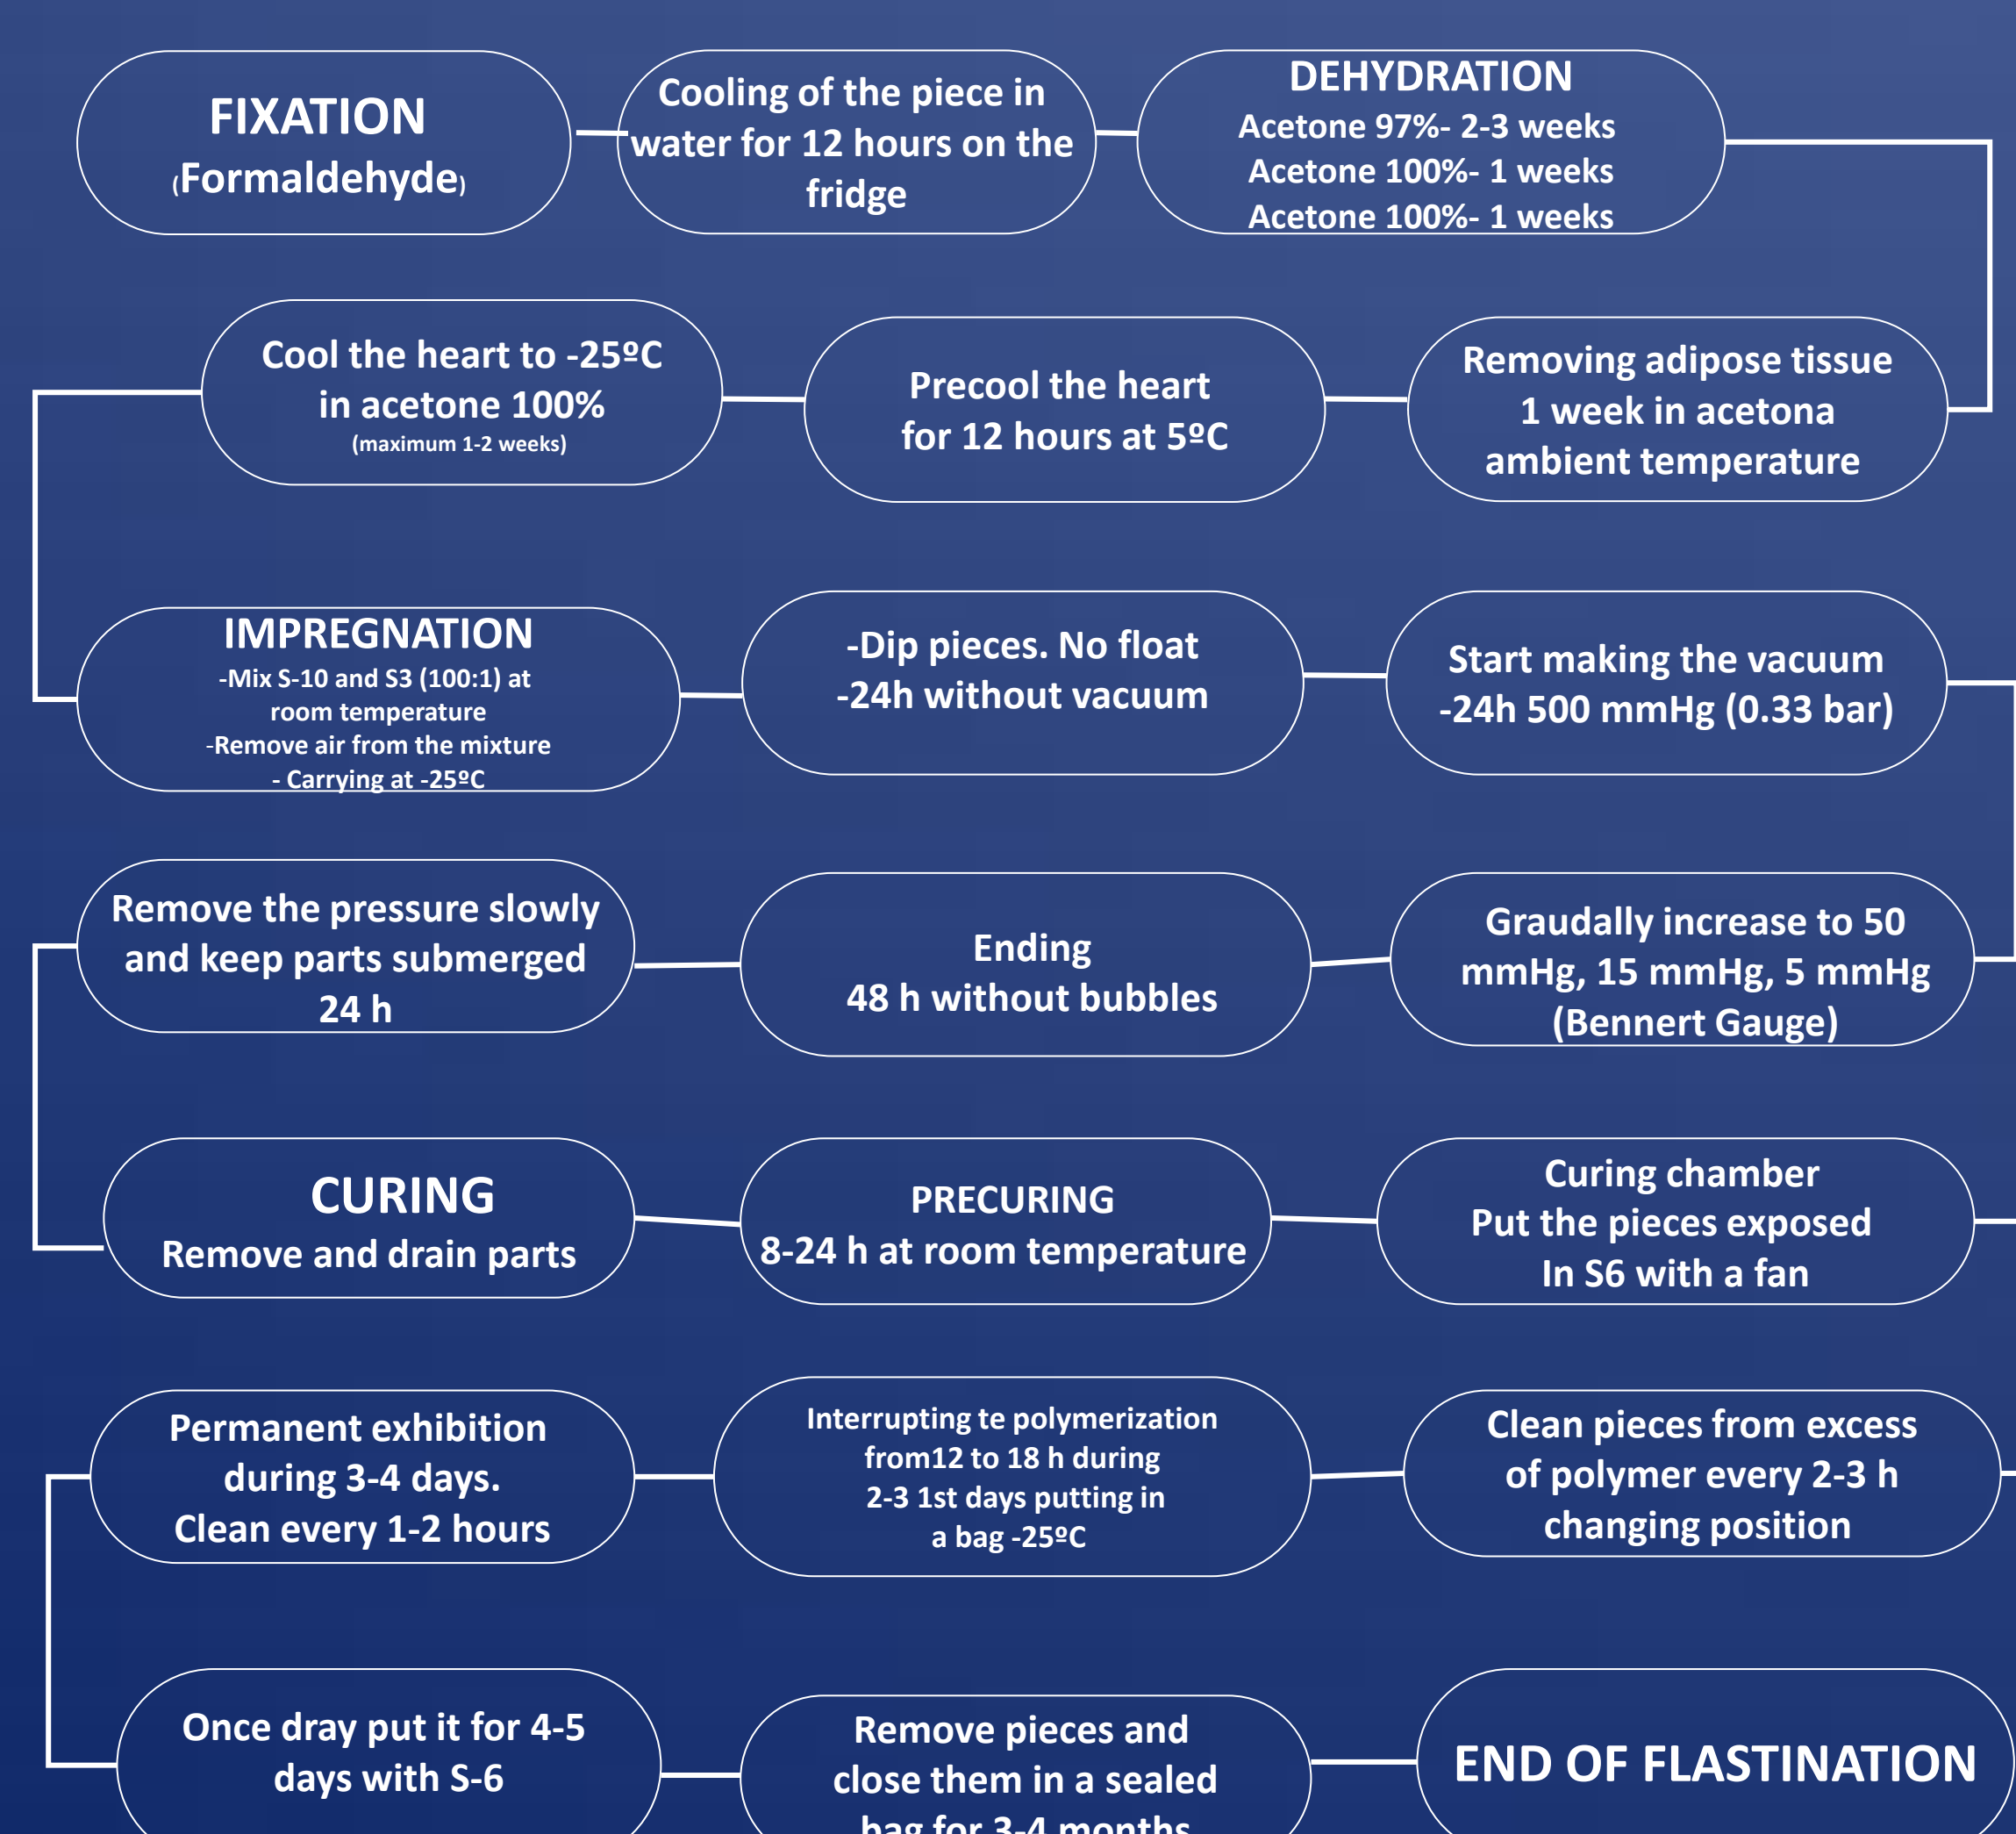 FIXATION
(Formaldehyde)
Cooling of the piece in
water for 12 hours on the
fridge
DEHYDRATION
Acetone 97%- 2-3 weeks
Acetone 100%- 1 weeks
Acetone 100%- 1 weeks
Removing adipose tissue
1 week in acetona
ambient temperature
Precool the heart
for 12 hours at 5ºC
Cool the heart to -25ºC
in acetone 100%
(maximum 1-2 weeks)
IMPREGNATION
-Mix S-10 and S3 (100:1) at
room temperature
-Remove air from the mixture
- Carrying at -25ºC
-Dip pieces. No float
-24h without vacuum
Start making the vacuum
-24h 500 mmHg (0.33 bar)
Graudally increase to 50
mmHg, 15 mmHg, 5 mmHg
(Bennert Gauge)
Ending
48 h without bubbles
Remove the pressure slowly
and keep parts submerged
24 h
CURING
Remove and drain parts
PRECURING
8-24 h at room temperature
Curing chamber
Put the pieces exposed
In S6 with a fan
Clean pieces from excess
of polymer every 2-3 h
changing position
Interrupting te polymerization
from12 to 18 h during
2-3 1st days putting in
a bag -25ºC
Permanent exhibition
during 3-4 days.
Clean every 1-2 hours
Once dray put it for 4-5
days with S-6
Remove pieces and
close them in a sealed
bag for 3-4 months
END OF FLASTINATION